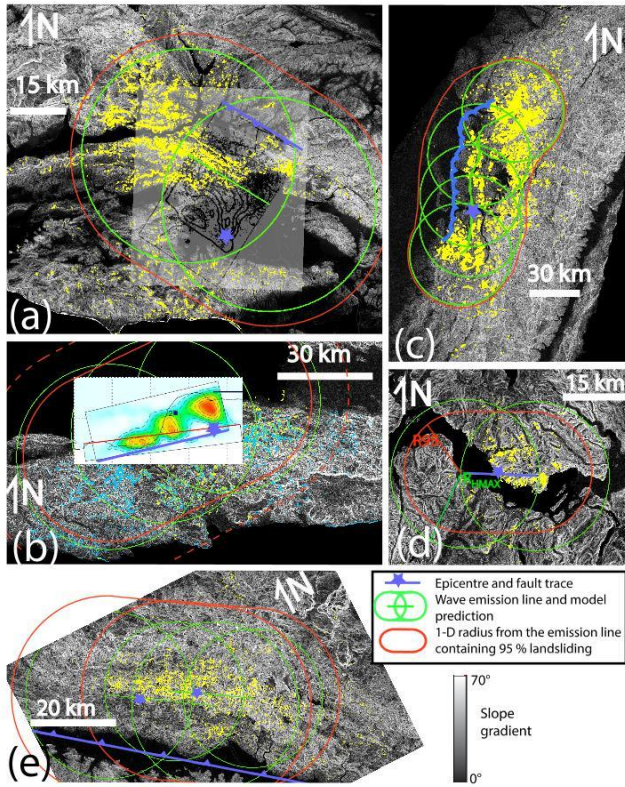 N
15 km
(a)
N
30 km
(c)
30 km
N
(b)
N
15 km
R95
RHMAX
(d)
Epicentre and fault trace
Wave emission line and model
prediction
1-D radius from the emission line
containing 95 % landsliding
N
20 km
(e)
70°
Slope
gradient
0°